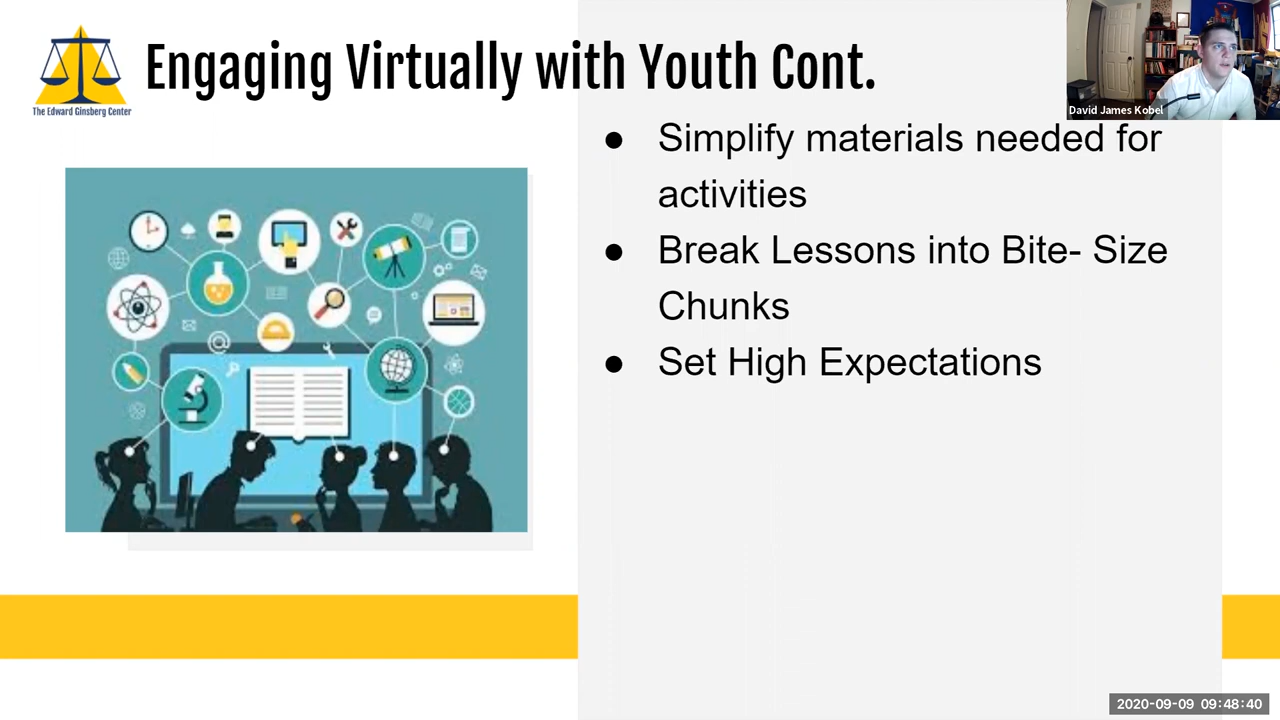 Engaging Virtually with Youth Cont.
The Edward Ginsberg Center
David James Kobel
● Simplify materials needed for
activities
● Break Lessons into Bite- Size
Chunks
● Set High Expectations
2020-09-09 09:48:40